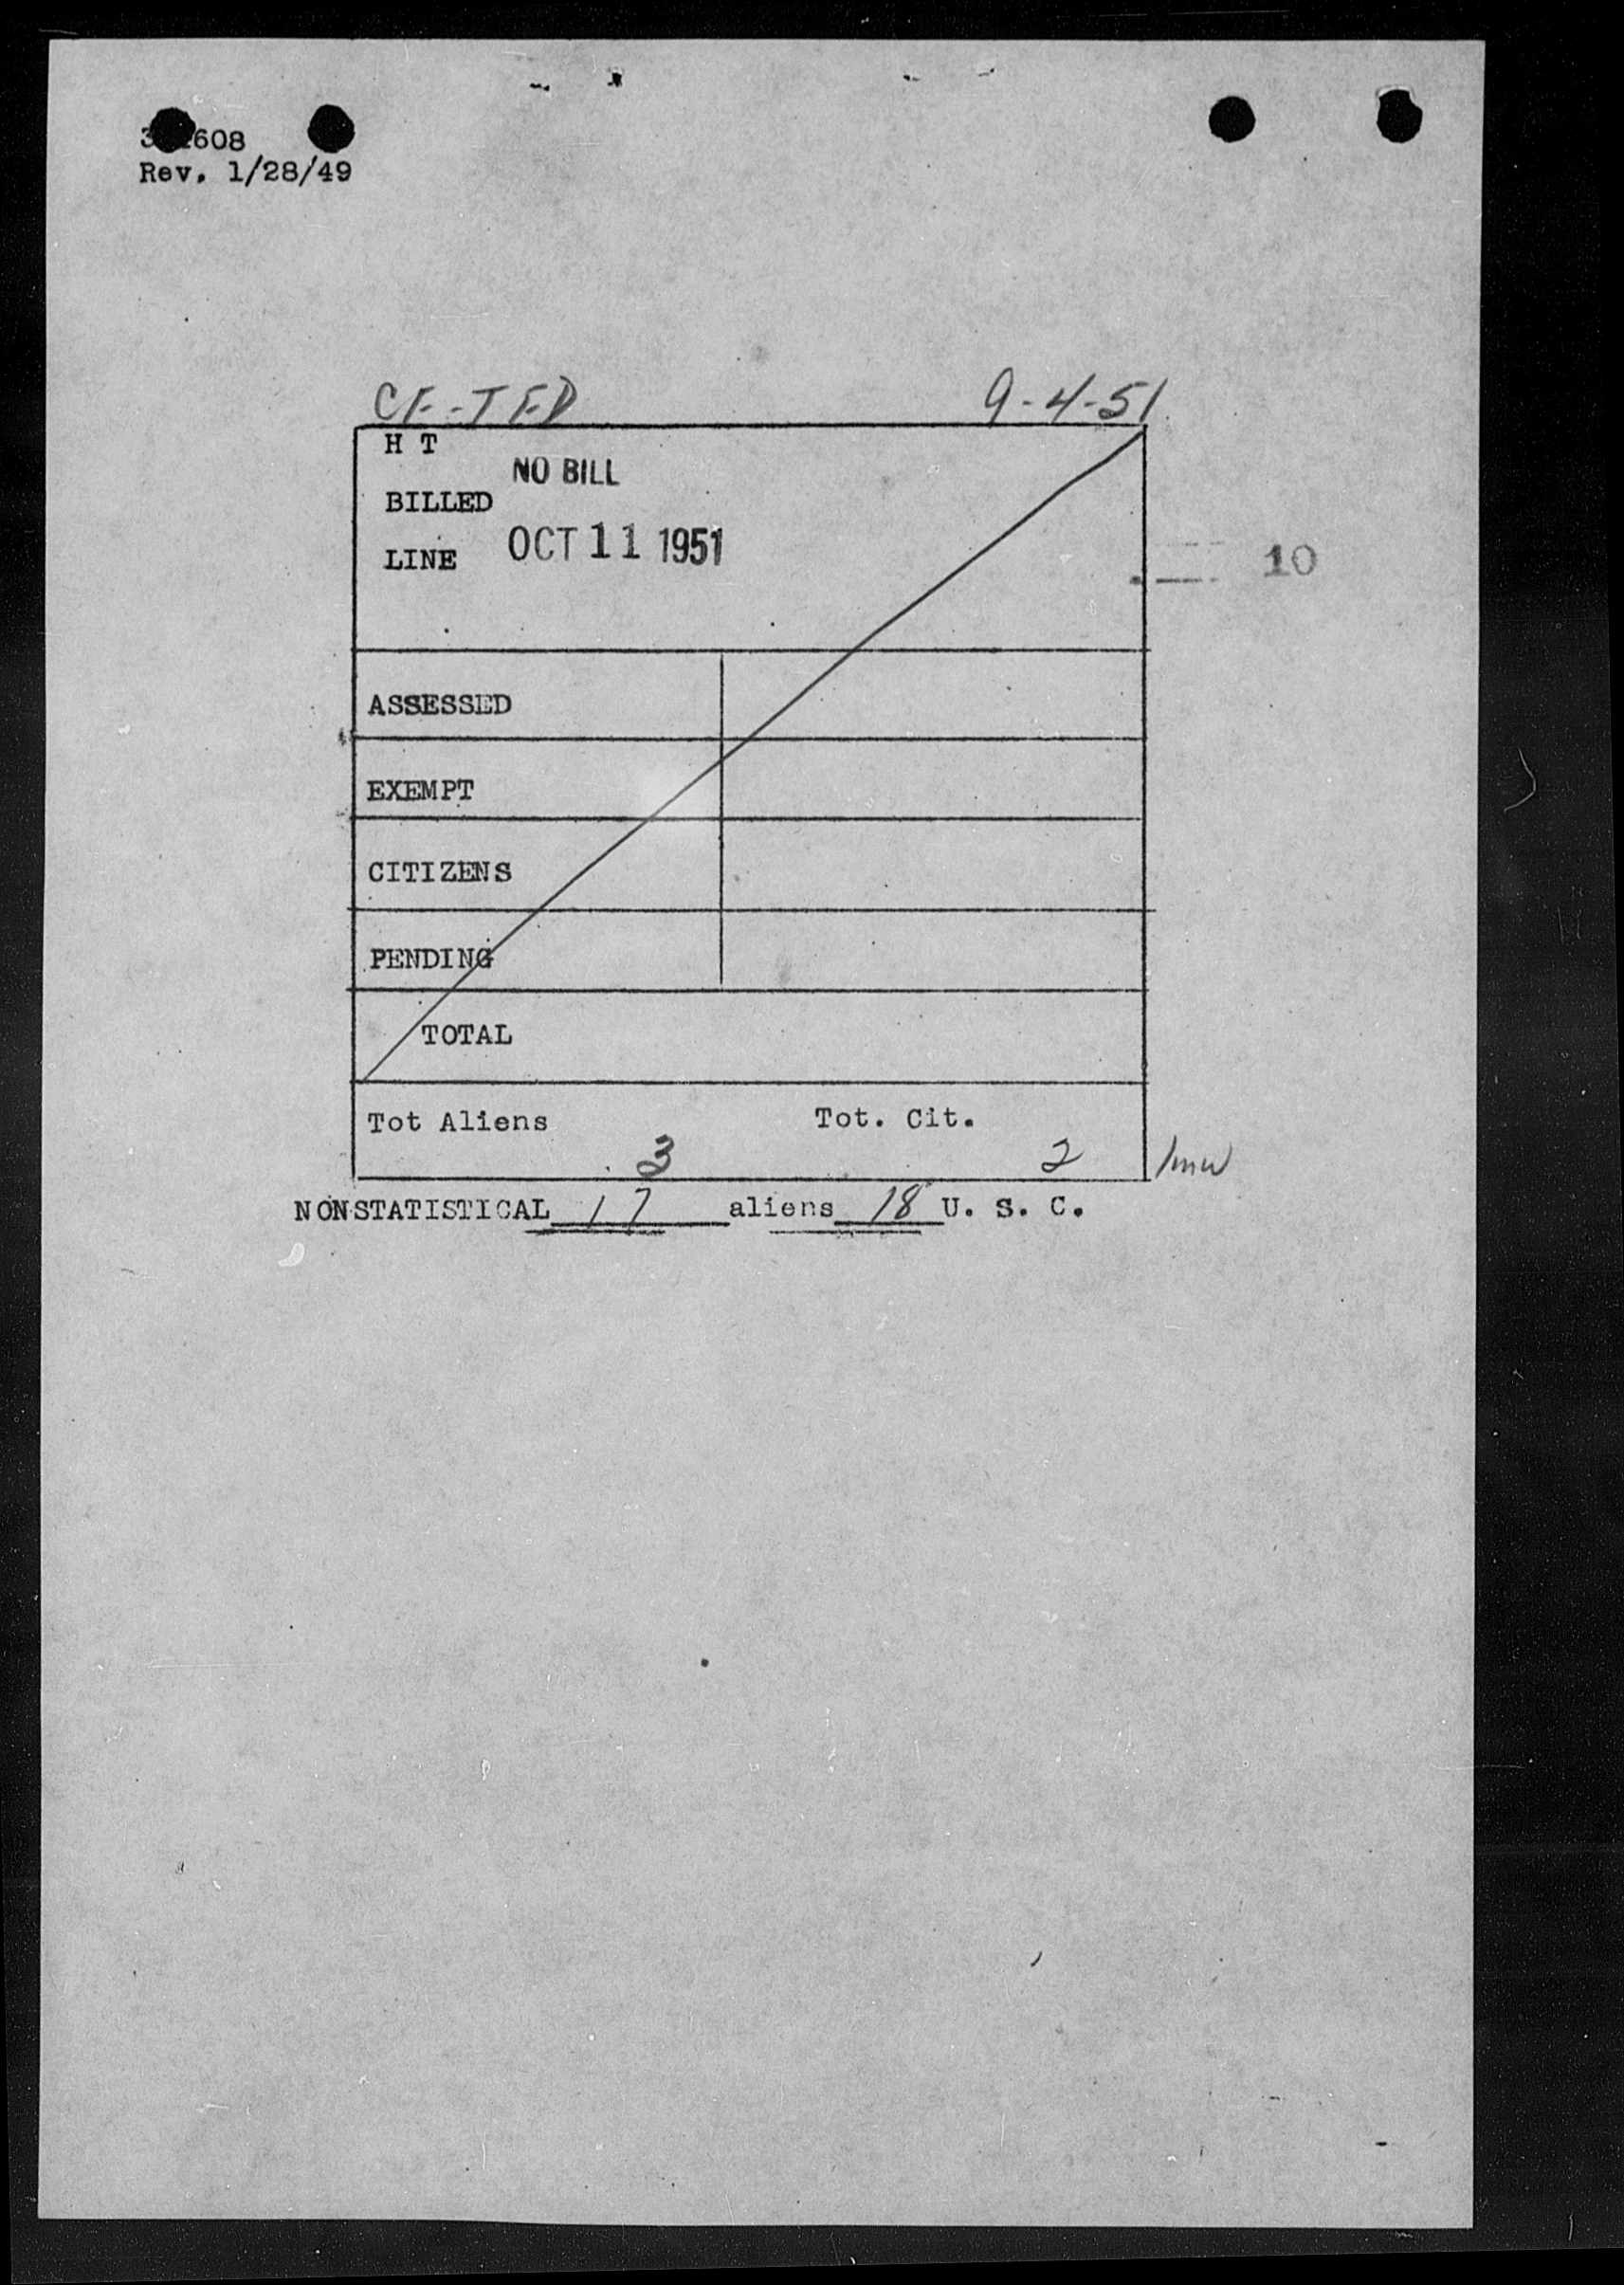 608
Rev. 1/28/49
CF-TFD 9-4-51
H T
NO BILL
BILLED
LINE OCT 11 1951
10
ASSESSED
EXEMPT
CITIZENS
PENDING
TOTAL
Tot Aliens 3 Tot. Cit. 2
NONSTATISTICAL 17 aliens 18 U. S. C.